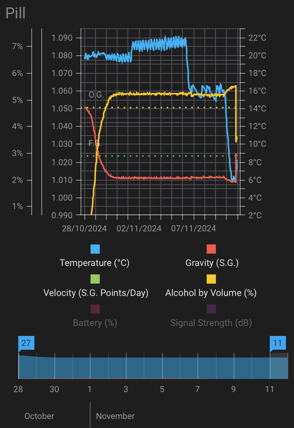 Pill
7% 1.090 22°C
1.080 20°C
6% 1.070 18°C
1.060 16°C
5% O.G. 14°C
1.050 12°C
4% 1.040 10°C
1.030 F.G. 8°C
3% 1.020 6°C
2% 1.010 4°C
1% 1.000 2°C
0.990
28/10/2024 02/11/2024 07/11/2024
Temperature (°C) Gravity (S.G.)
Velocity (S.G. Points/Day) Alcohol by Volume (%)
Battery (%) Signal Strength (dB)
27 11
28 30 1 3 5 7 9 11
October November